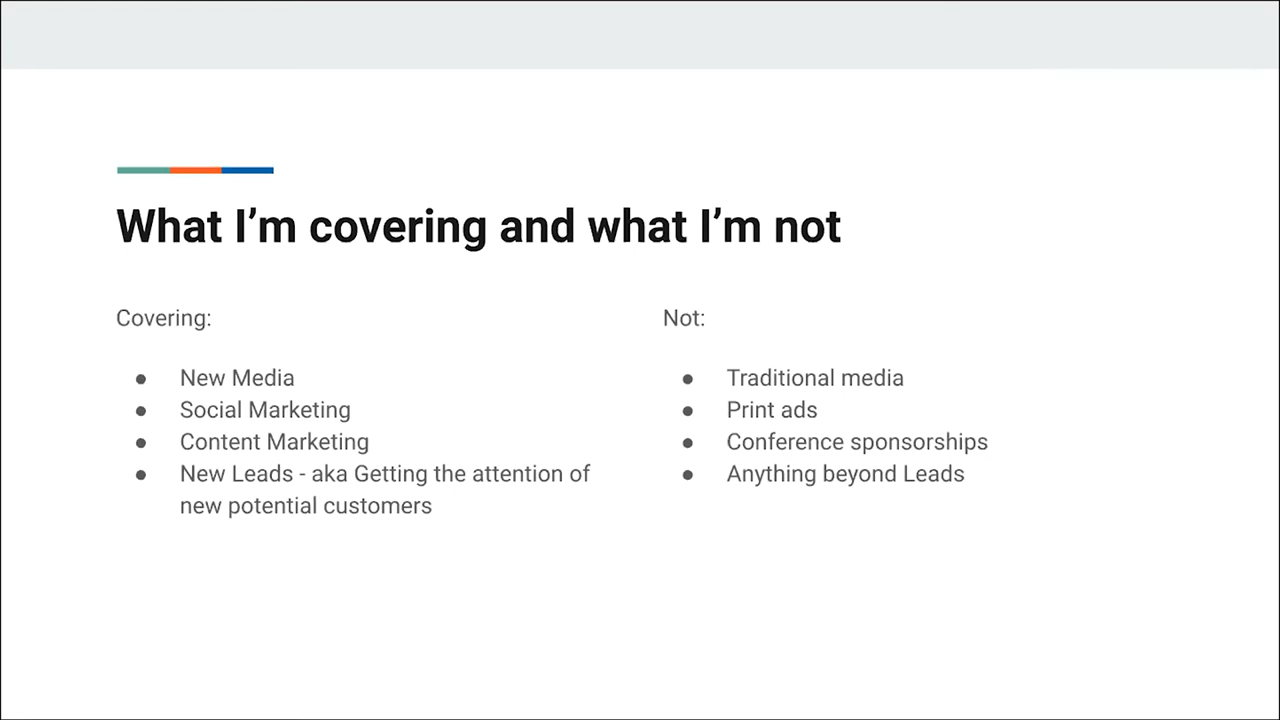 What I’m covering and what I’m not
Covering:
● New Media
● Social Marketing
● Content Marketing
● New Leads - aka Getting the attention of
new potential customers
Not:
● Traditional media
● Print ads
● Conference sponsorships
● Anything beyond Leads